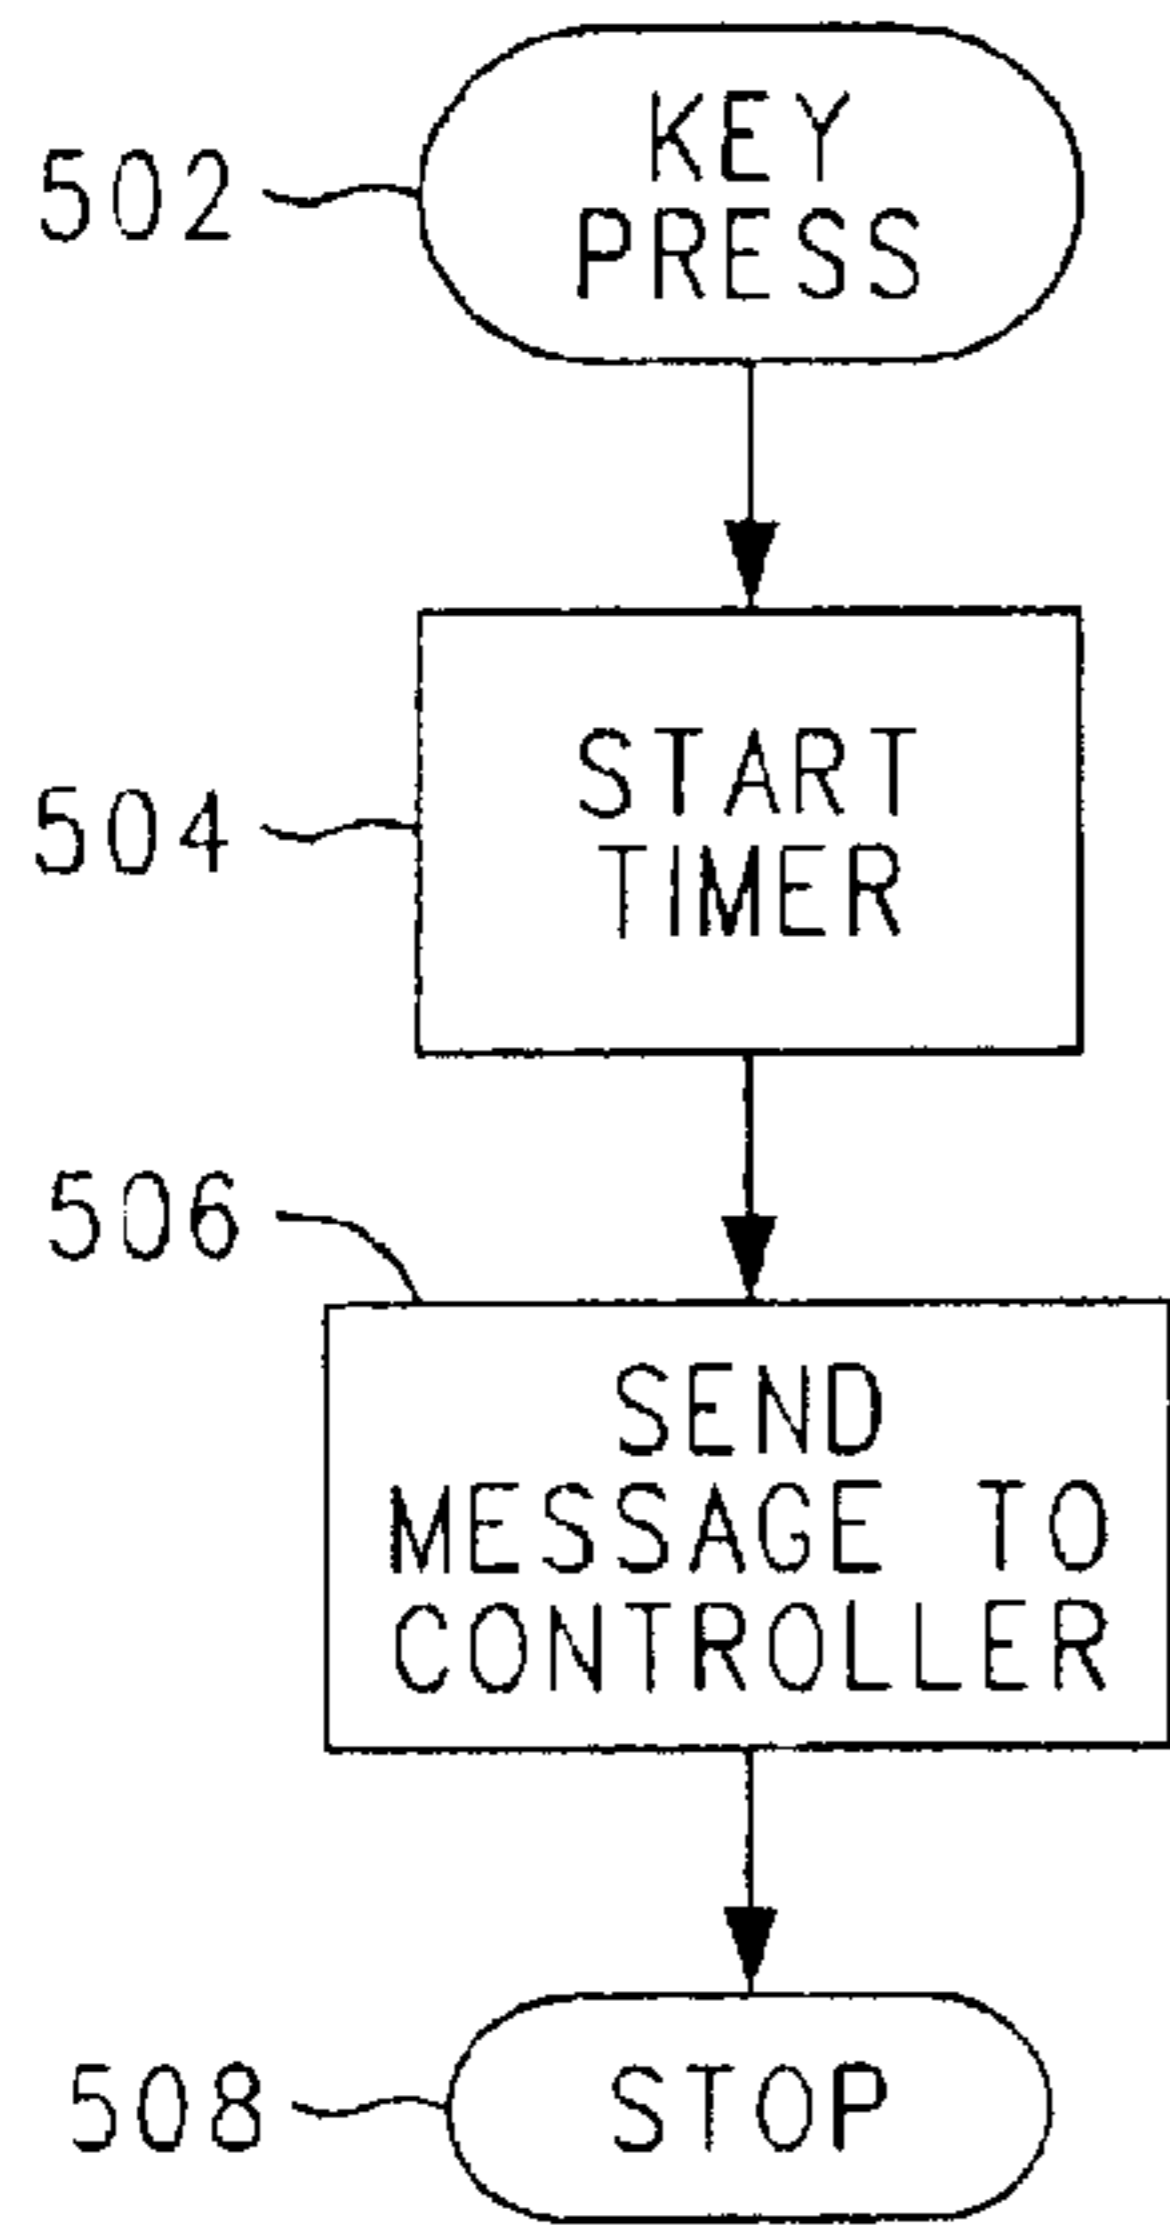 502
KEY
PRESS
504
START
TIMER
506
SEND
MESSAGE TO
CONTROLLER
508
STOP